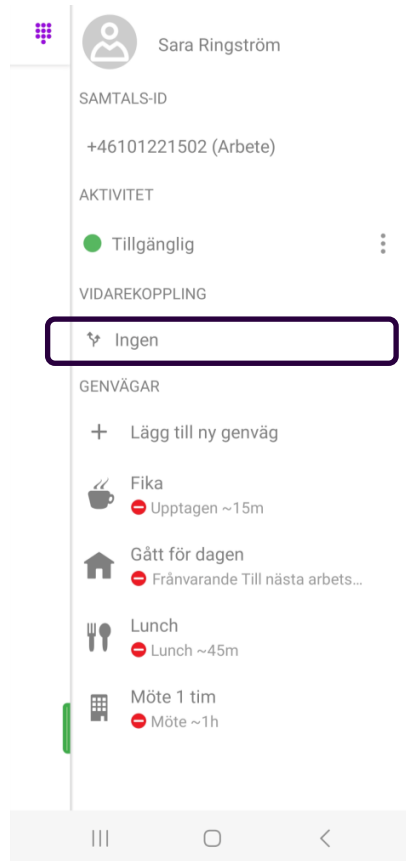 Sara Ringström
SAMTALS-ID
+46101221502 (Arbete)
AKTIVITET
Tillgänglig
VIDAREKOPPLING
Ingen
GENVÄGAR
Lägg till ny genväg
Fika
Upptagen ~15m
Gått för dagen
Frånvarande Till nästa arbets...
Lunch
Lunch ~45m
Möte 1 tim
Möte ~1h